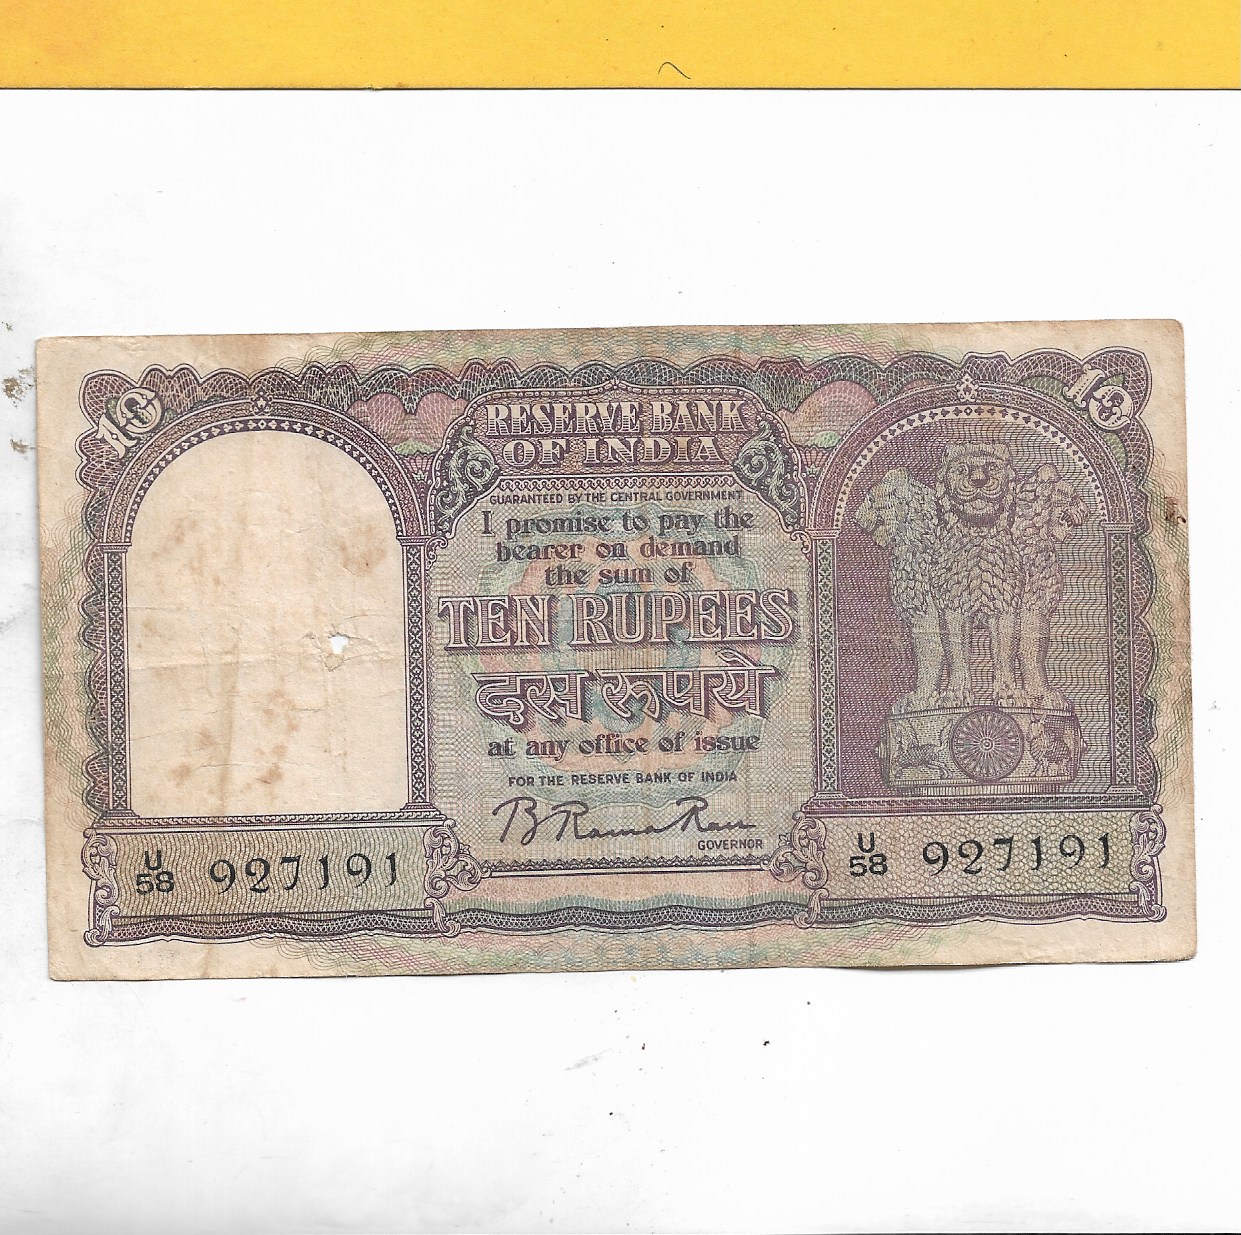 10
10
RESERVE BANK
OF INDIA
GUARANTEED BY THE CENTRAL GOVERNMENT
I promise to pay the
bearer on demand
the sum of
TEN RUPEES
दस रूपये
at any office of issue
FOR THE RESERVE BANK OF INDIA
B Rama Rau
GOVERNOR
U
58 927191
U
58 927191